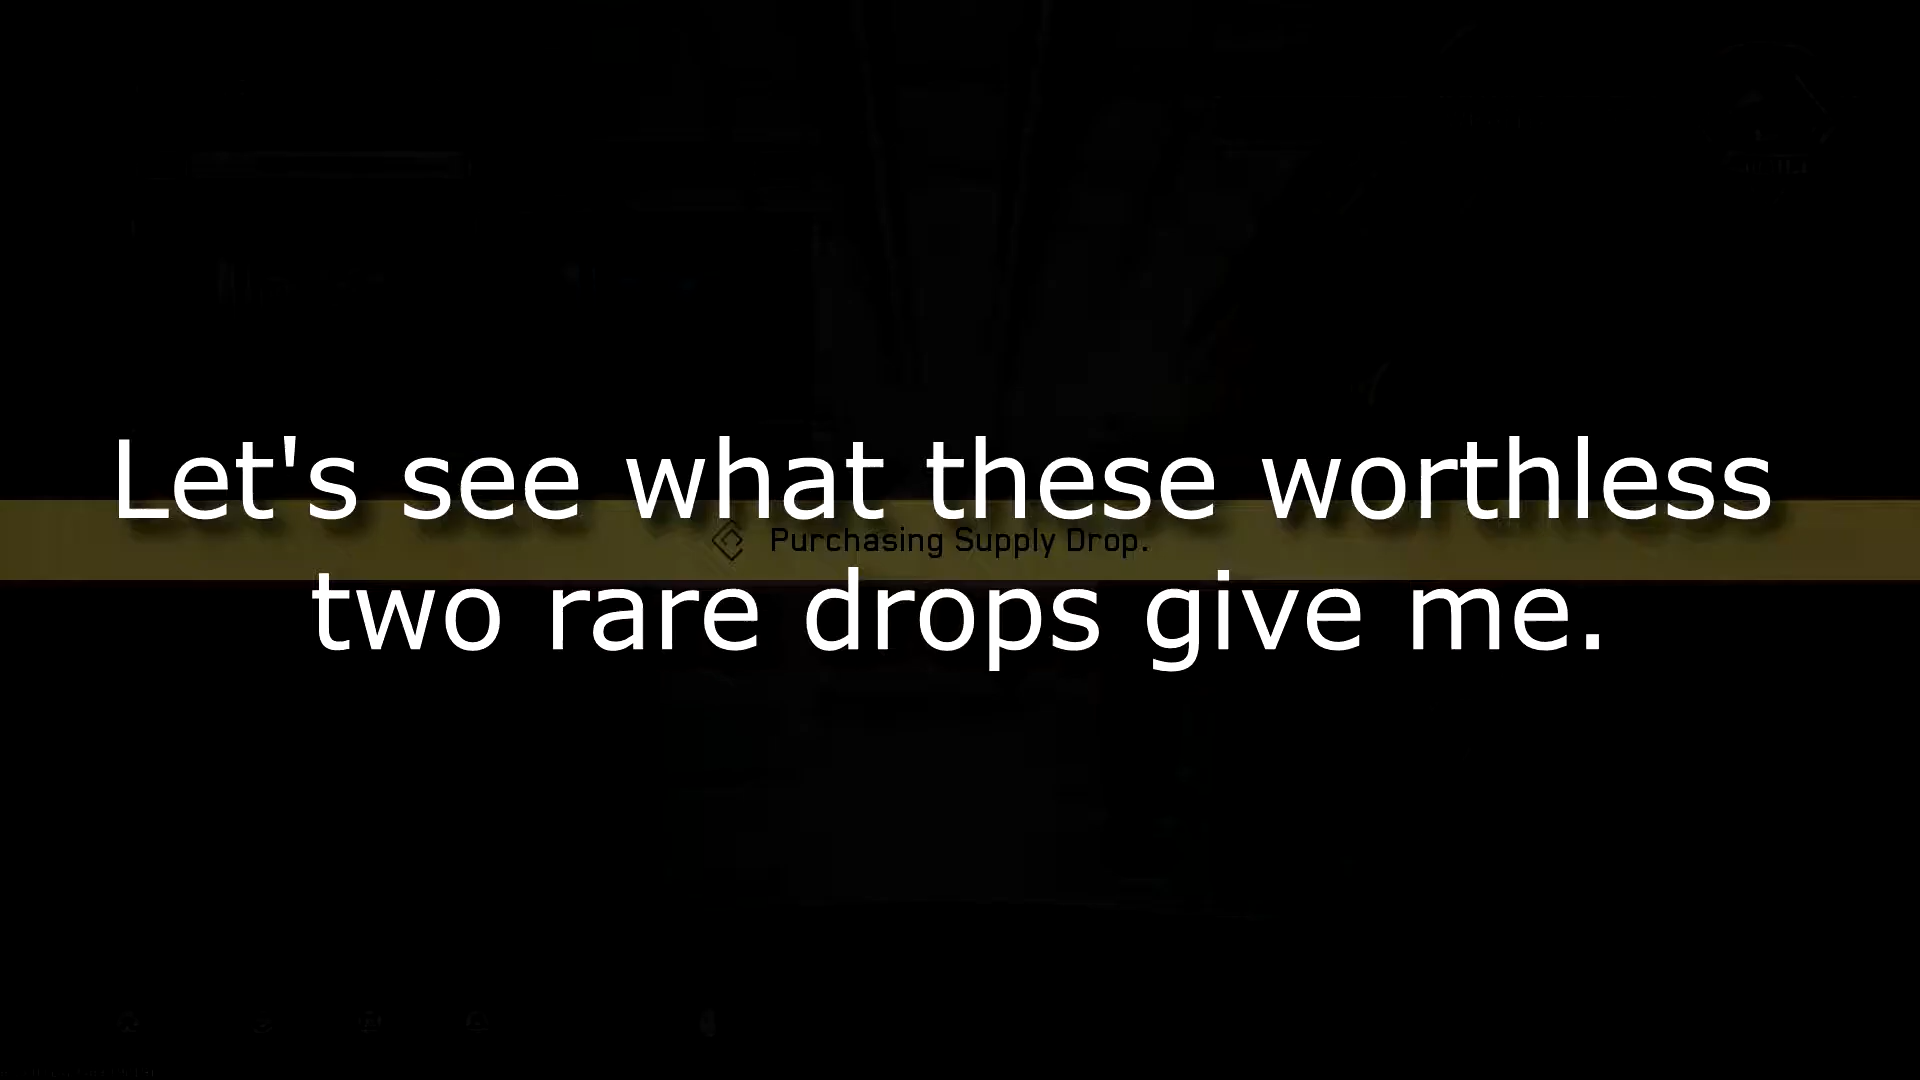 Let's see what these worthless
Purchasing Supply Drop.
two rare drops give me.